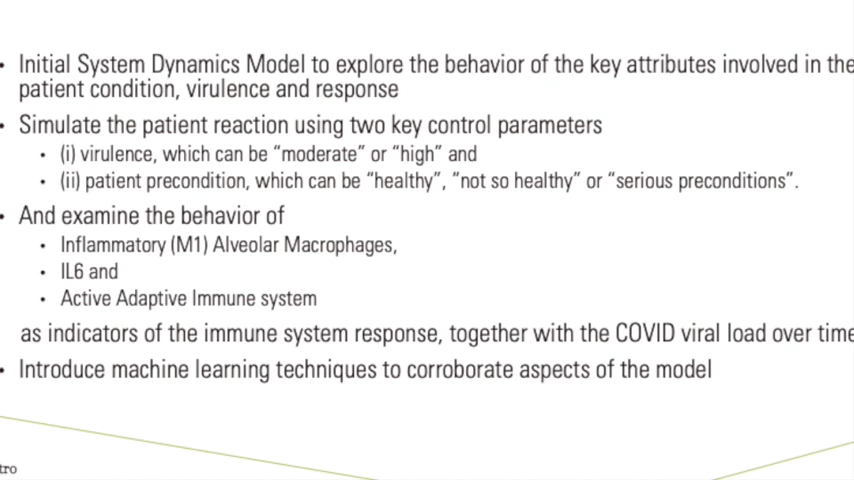 • Initial System Dynamics Model to explore the behavior of the key attributes involved in the
patient condition, virulence and response
• Simulate the patient reaction using two key control parameters
• (i) virulence, which can be “moderate” or “high” and
• (ii) patient precondition, which can be “healthy”, “not so healthy” or “serious preconditions”.
• And examine the behavior of
• Inflammatory (M1) Alveolar Macrophages,
• IL6 and
• Active Adaptive Immune system
as indicators of the immune system response, together with the COVID viral load over time
• Introduce machine learning techniques to corroborate aspects of the model
tro